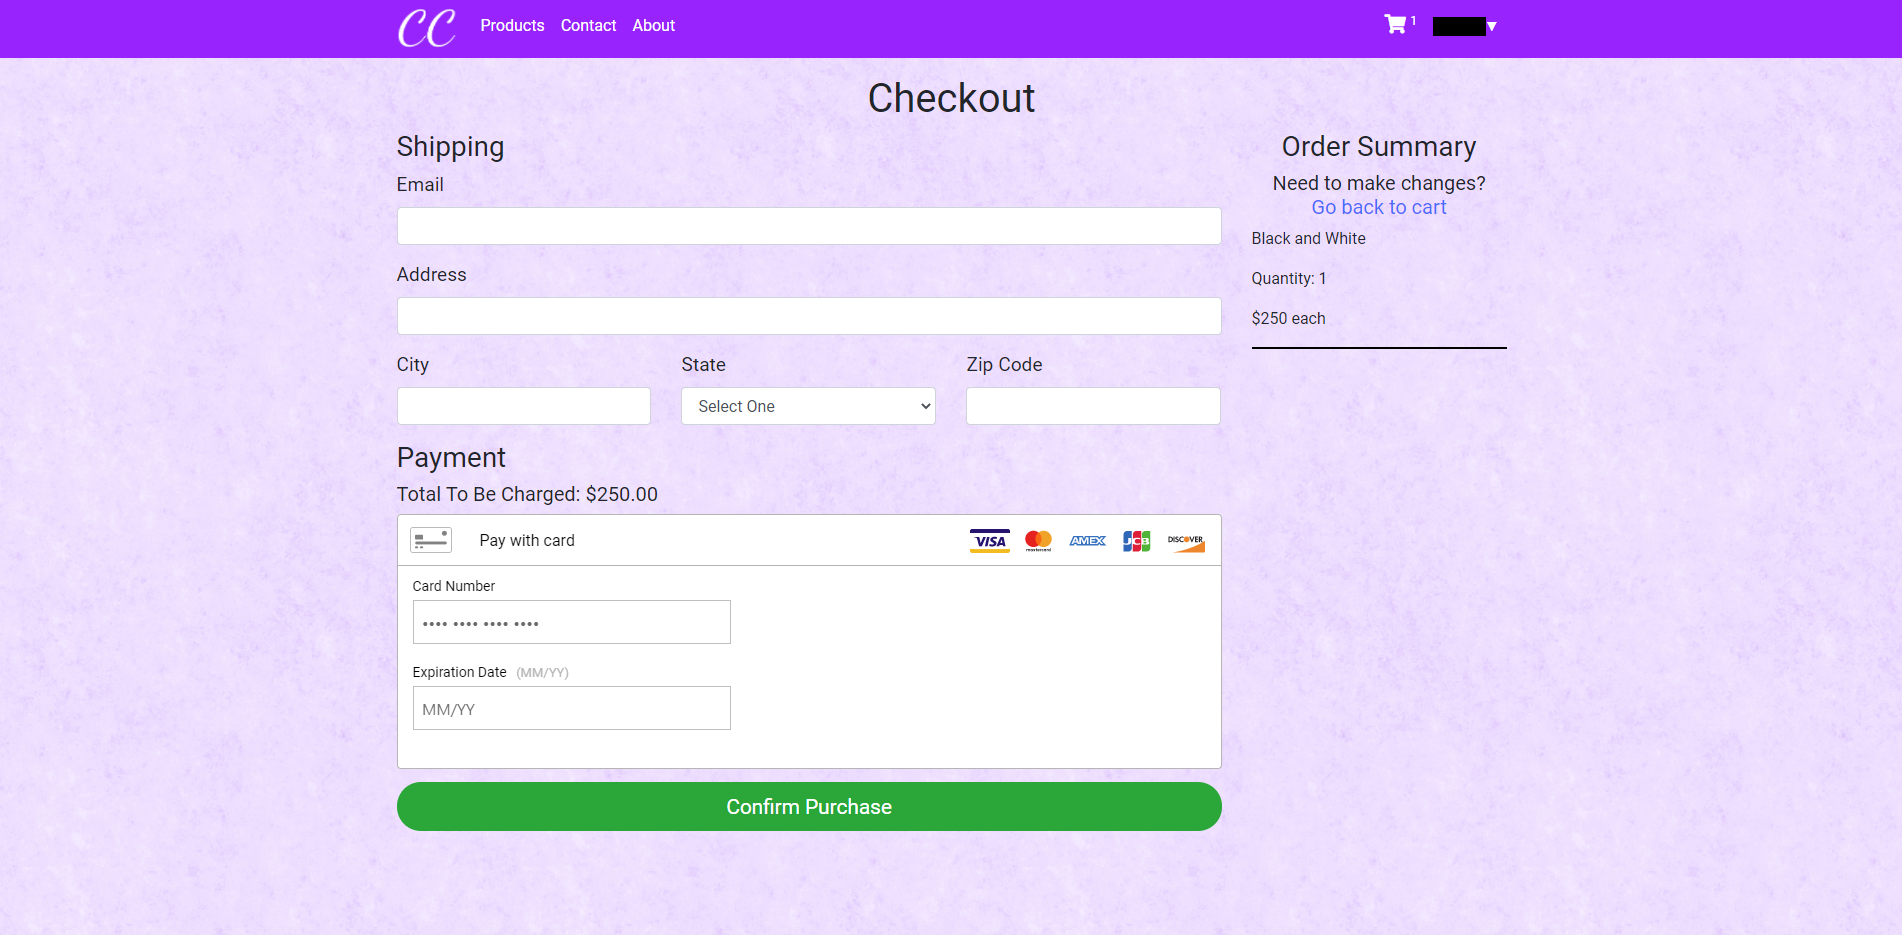 CC
Products Contact About
1
▼
Checkout
Shipping
Email
Address
City State Zip Code
Select One
Payment
Total To Be Charged: $250.00
Pay with card
VISA mastercard AMEX JCB DISCOVER
Card Number
•••• •••• •••• ••••
Expiration Date (MM/YY)
MM/YY
Confirm Purchase
Order Summary
Need to make changes?
Go back to cart
Black and White
Quantity: 1
$250 each